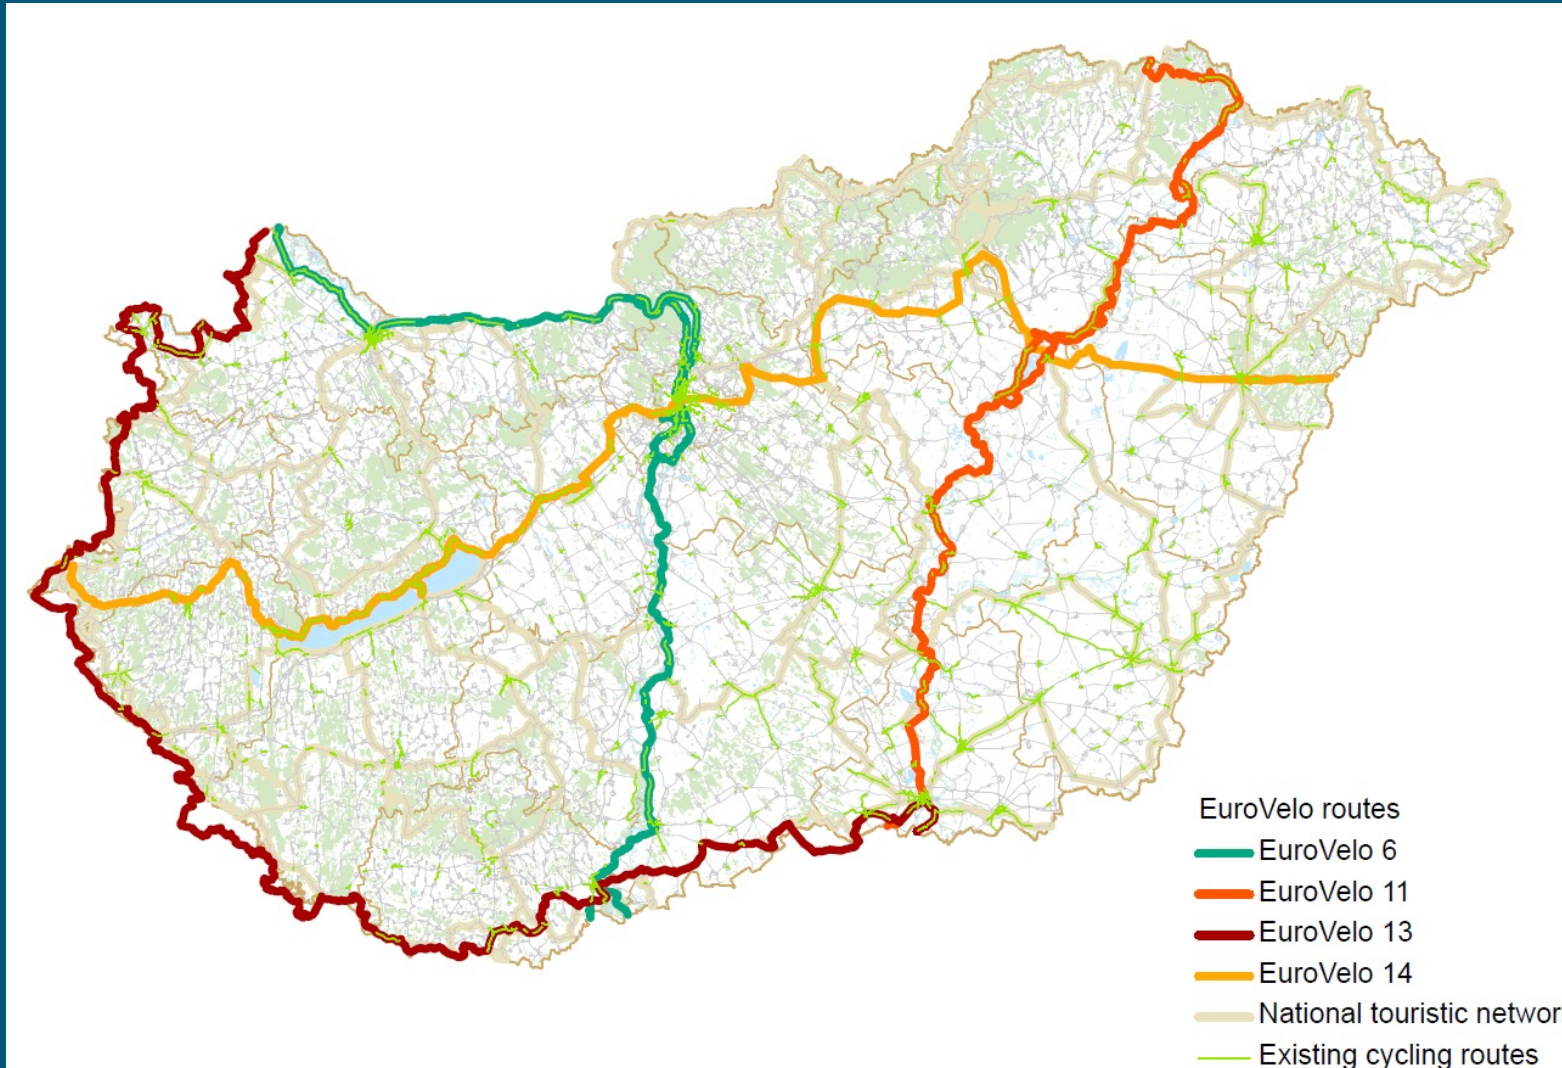 EuroVelo routes
EuroVelo 6
EuroVelo 11
EuroVelo 13
EuroVelo 14
National touristic networ
Existing cycling routes